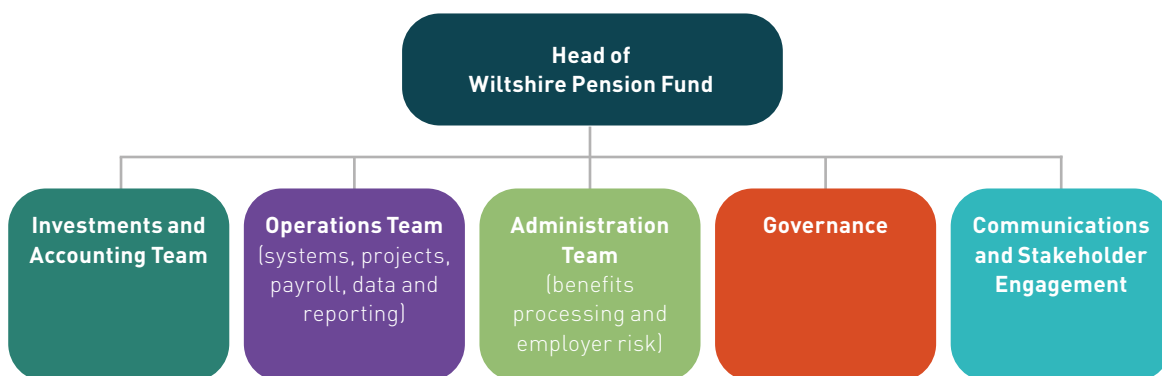 Head of
Wiltshire Pension Fund
Investments and
Accounting Team
Operations Team
(systems, projects,
payroll, data and
reporting)
Administration
Team
(benefits
processing and
employer risk)
Governance
Communications
and Stakeholder
Engagement